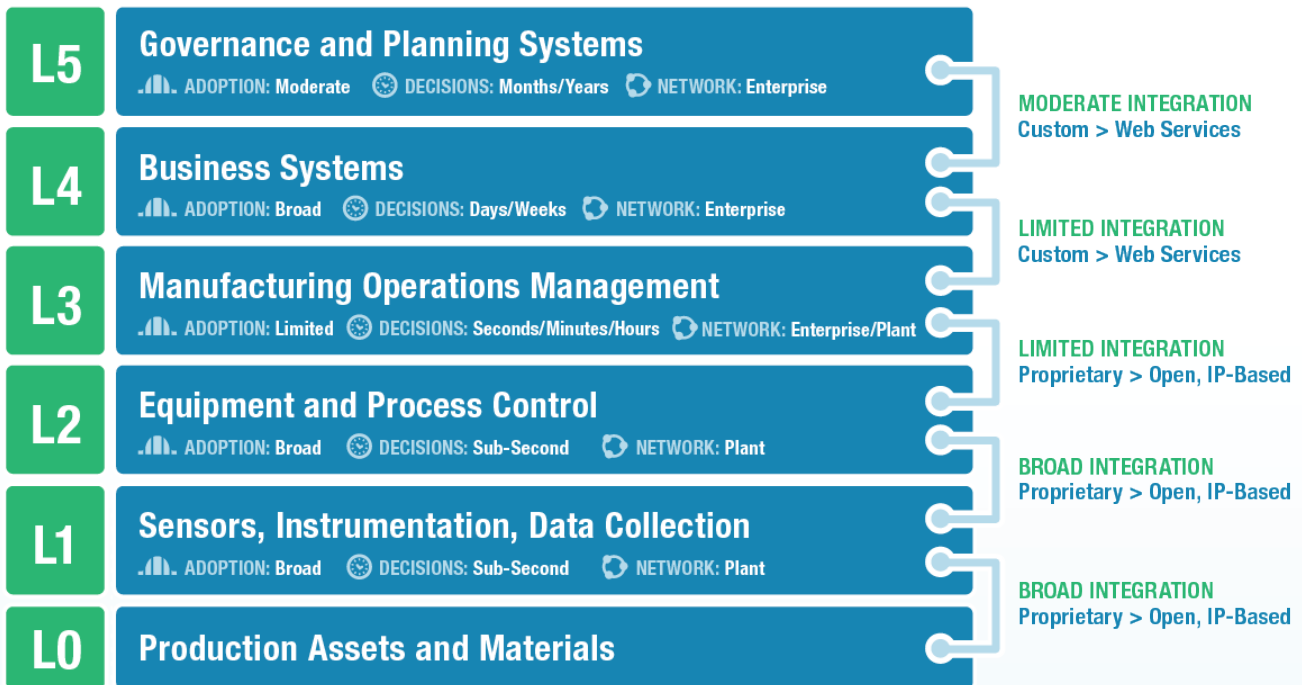 L5
Governance and Planning Systems
ADOPTION: Moderate DECISIONS: Months/Years NETWORK: Enterprise
MODERATE INTEGRATION
Custom > Web Services
L4
Business Systems
ADOPTION: Broad DECISIONS: Days/Weeks NETWORK: Enterprise
LIMITED INTEGRATION
Custom > Web Services
L3
Manufacturing Operations Management
ADOPTION: Limited DECISIONS: Seconds/Minutes/Hours NETWORK: Enterprise/Plant
LIMITED INTEGRATION
Proprietary > Open, IP-Based
L2
Equipment and Process Control
ADOPTION: Broad DECISIONS: Sub-Second NETWORK: Plant
BROAD INTEGRATION
Proprietary > Open, IP-Based
L1
Sensors, Instrumentation, Data Collection
ADOPTION: Broad DECISIONS: Sub-Second NETWORK: Plant
BROAD INTEGRATION
Proprietary > Open, IP-Based
L0
Production Assets and Materials